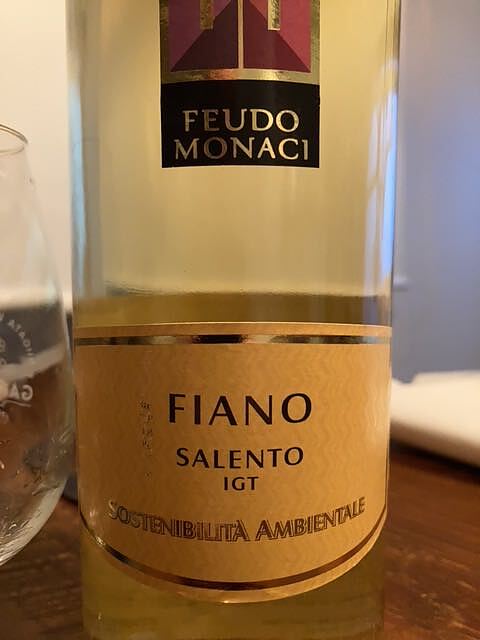 FEUDO
MONACI
FIANO
SALENTO
IGT
SOSTENIBILITÀ AMBIENTALE